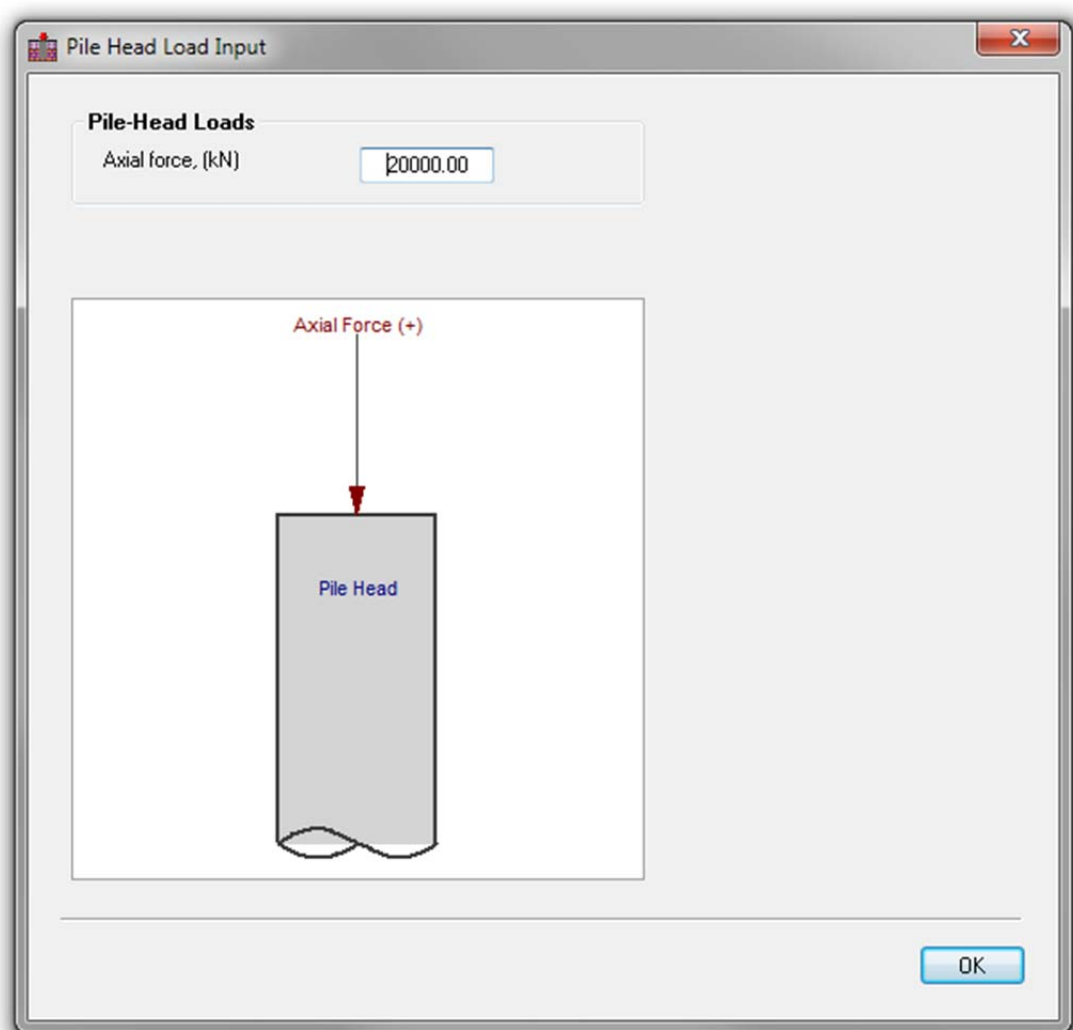 Pile Head Load Input
Pile-Head Loads
Axial force, (kN) 20000.00
Axial Force (+)
Pile Head
OK